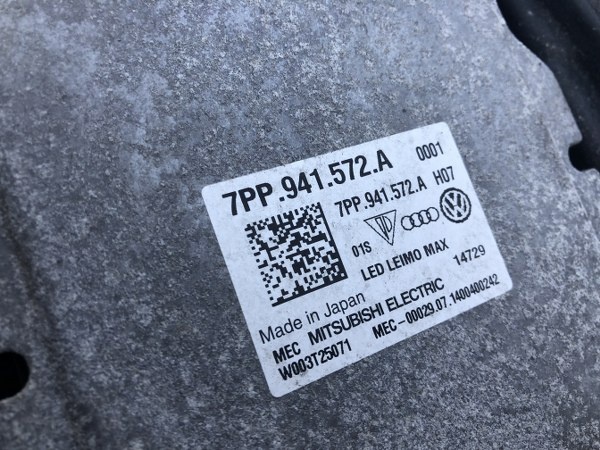 7PP.941.572.A 0001
7PP.941.572.A H07
01S
LED LEIMO MAX
Made in Japan 14729
MEC MITSUBISHI ELECTRIC
W003T25071 MEC-00029.07.1400400242